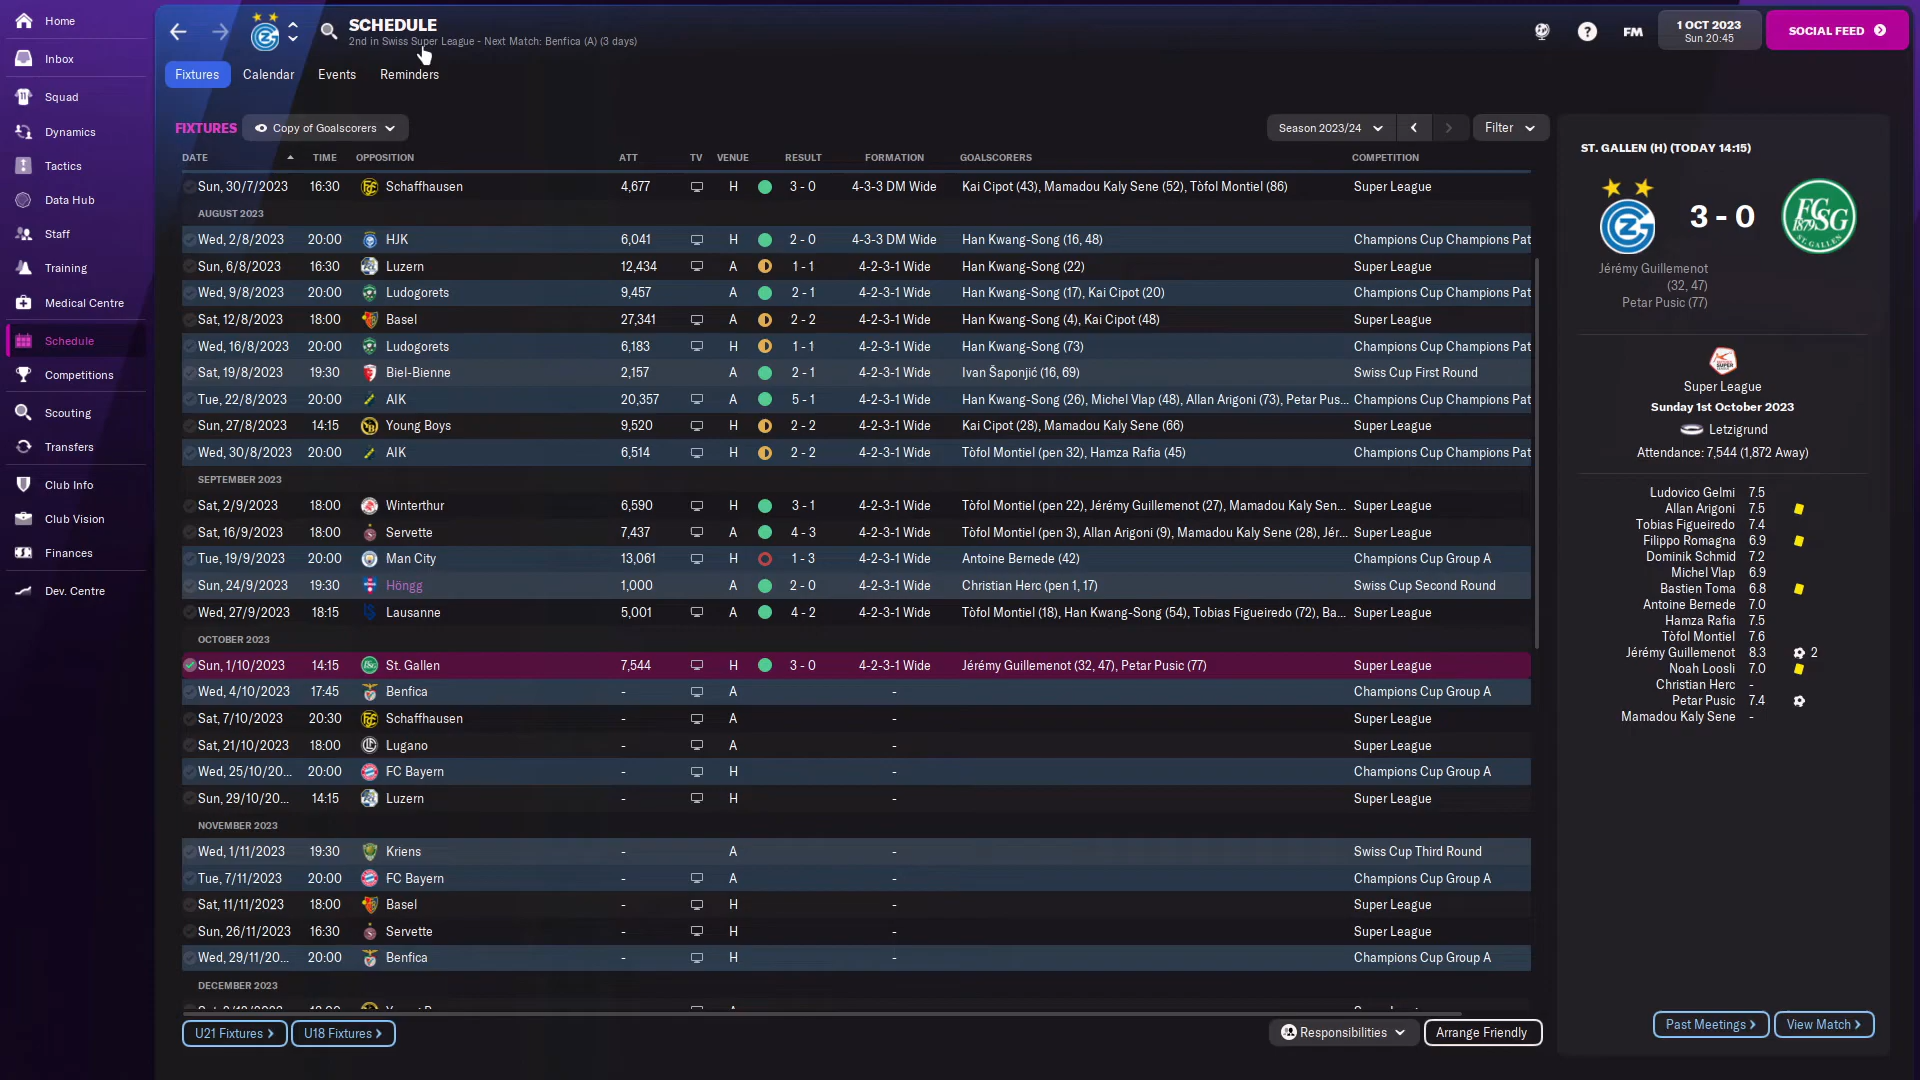 Home
Inbox
Squad
Dynamics
Tactics
Data Hub
Staff
Training
Medical Centre
Schedule
Competitions
Scouting
Transfers
Club Info
Club Vision
Finances
Dev. Centre
SCHEDULE
2nd in Swiss Super League - Next Match: Benfica (A) (3 days)
FM
1 OCT 2023
Sun 20:45
SOCIAL FEED
Fixtures Calendar Events Reminders
FIXTURES Copy of Goalscorers Season 2023/24 Filter
DATE TIME OPPOSITION ATT TV VENUE RESULT FORMATION GOALSCORERS COMPETITION
Sun, 30/7/2023 16:30 Schaffhausen 4,677 H 3 - 0 4-3-3 DM Wide Kai Cipot (43), Mamadou Kaly Sene (52), Tòfol Montiel (86) Super League
AUGUST 2023
Wed, 2/8/2023 20:00 HJK 6,041 H 2 - 0 4-3-3 DM Wide Han Kwang-Song (16, 48) Champions Cup Champions Pat
Sun, 6/8/2023 16:30 Luzern 12,434 A 1 - 1 4-2-3-1 Wide Han Kwang-Song (22) Super League
Wed, 9/8/2023 20:00 Ludogorets 9,457 A 2 - 1 4-2-3-1 Wide Han Kwang-Song (17), Kai Cipot (20) Champions Cup Champions Pat
Sat, 12/8/2023 18:00 Basel 27,341 A 2 - 2 4-2-3-1 Wide Han Kwang-Song (4), Kai Cipot (48) Super League
Wed, 16/8/2023 20:00 Ludogorets 6,183 H 1 - 1 4-2-3-1 Wide Han Kwang-Song (73) Champions Cup Champions Pat
Sat, 19/8/2023 19:30 Biel-Bienne 2,157 A 2 - 1 4-2-3-1 Wide Ivan Šaponjić (16, 69) Swiss Cup First Round
Tue, 22/8/2023 20:00 AIK 20,357 A 5 - 1 4-2-3-1 Wide Han Kwang-Song (26), Michel Vlap (48), Allan Arigoni (73), Petar Pus... Champions Cup Champions Pat
Sun, 27/8/2023 14:15 Young Boys 9,520 H 2 - 2 4-2-3-1 Wide Kai Cipot (28), Mamadou Kaly Sene (66) Super League
Wed, 30/8/2023 20:00 AIK 6,514 H 2 - 2 4-2-3-1 Wide Tòfol Montiel (pen 32), Hamza Rafia (45) Champions Cup Champions Pat
SEPTEMBER 2023
Sat, 2/9/2023 18:00 Winterthur 6,590 H 3 - 1 4-2-3-1 Wide Tòfol Montiel (pen 22), Jérémy Guillemenot (27), Mamadou Kaly Sen... Super League
Sat, 16/9/2023 18:00 Servette 7,437 A 4 - 3 4-2-3-1 Wide Tòfol Montiel (pen 3), Allan Arigoni (9), Mamadou Kaly Sene (28), Jér... Super League
Tue, 19/9/2023 20:00 Man City 13,061 H 1 - 3 4-2-3-1 Wide Antoine Bernede (42) Champions Cup Group A
Sun, 24/9/2023 19:30 Höngg 1,000 A 2 - 0 4-2-3-1 Wide Christian Herc (pen 1, 17) Swiss Cup Second Round
Wed, 27/9/2023 18:15 Lausanne 5,001 A 4 - 2 4-2-3-1 Wide Tòfol Montiel (18), Han Kwang-Song (54), Tobias Figueiredo (72), Ba... Super League
OCTOBER 2023
Sun, 1/10/2023 14:15 St. Gallen 7,544 H 3 - 0 4-2-3-1 Wide Jérémy Guillemenot (32, 47), Petar Pusic (77) Super League
Wed, 4/10/2023 17:45 Benfica - A - Champions Cup Group A
Sat, 7/10/2023 20:30 Schaffhausen - A - Super League
Sat, 21/10/2023 18:00 Lugano - A - Super League
Wed, 25/10/20... 20:00 FC Bayern - H - Champions Cup Group A
Sun, 29/10/20... 14:15 Luzern - H - Super League
NOVEMBER 2023
Wed, 1/11/2023 19:30 Kriens - A - Swiss Cup Third Round
Tue, 7/11/2023 20:00 FC Bayern - A - Champions Cup Group A
Sat, 11/11/2023 18:00 Basel - H - Super League
Sun, 26/11/2023 16:30 Servette - H - Super League
Wed, 29/11/20... 20:00 Benfica - H - Champions Cup Group A
DECEMBER 2023
U21 Fixtures U18 Fixtures Responsibilities Arrange Friendly
ST. GALLEN (H) (TODAY 14:15)
3 - 0
FCSG
1879
ST. GALLEN
Jérémy Guillemenot
(32, 47)
Petar Pusic (77)
Super League
Sunday 1st October 2023
Letzigrund
Attendance: 7,544 (1,872 Away)
Ludovico Gelmi 7.5
Allan Arigoni 7.5
Tobias Figueiredo 7.4
Filippo Romagna 6.9
Dominik Schmid 7.2
Michel Vlap 6.9
Bastien Toma 6.8
Antoine Bernede 7.0
Hamza Rafia 7.5
Tòfol Montiel 7.6
Jérémy Guillemenot 8.3 2
Noah Loosli 7.0
Christian Herc -
Petar Pusic 7.4
Mamadou Kaly Sene -
Past Meetings View Match